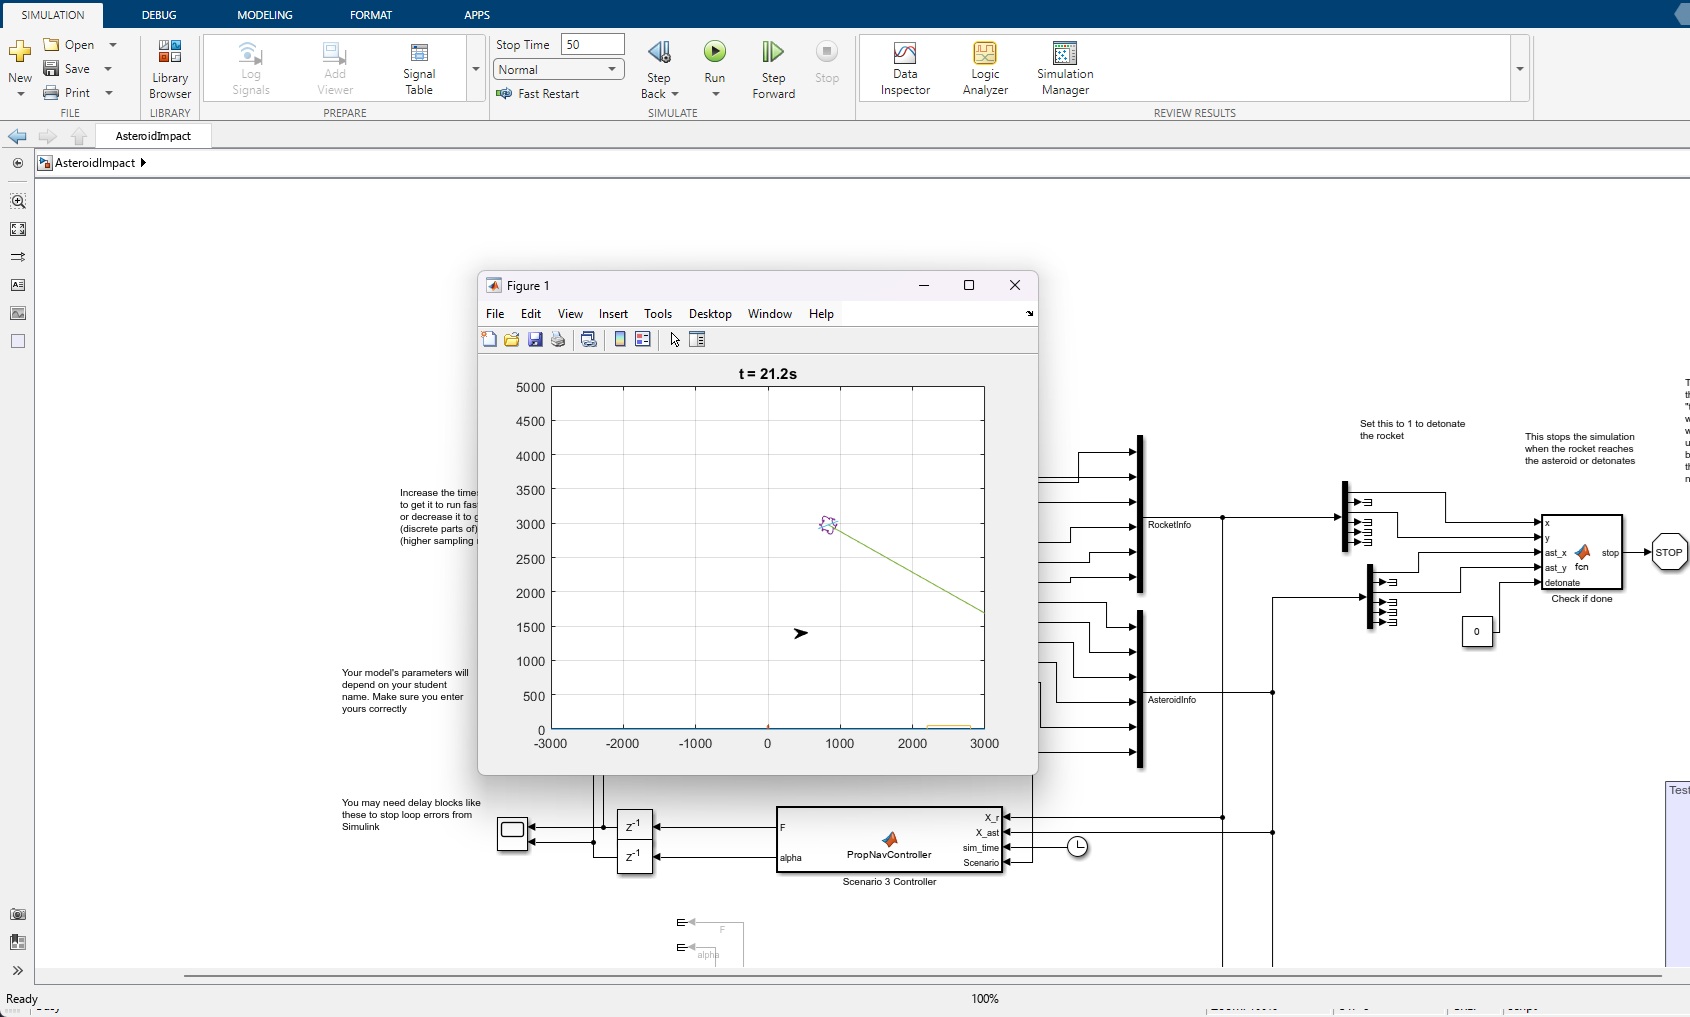 SIMULATION DEBUG MODELING FORMAT APPS
New
Open
Save
Print
FILE
Library
Browser
LIBRARY
Log
Signals
Add
Viewer
Signal
Table
PREPARE
Stop Time 50
Normal
Fast Restart
Step
Back
Run
Step
Forward
Stop
SIMULATE
Data
Inspector
Logic
Analyzer
Simulation
Manager
REVIEW RESULTS
AsteroidImpact
AsteroidImpact
Figure 1
File Edit View Insert Tools Desktop Window Help
t = 21.2s
5000
4500
4000
3500
3000
2500
2000
1500
1000
500
0
-3000 -2000 -1000 0 1000 2000 3000
Increase the time
to get it to run fas
or decrease it to g
(discrete parts of)
(higher sampling
Your model's parameters will
depend on your student
name. Make sure you enter
yours correctly
You may need delay blocks like
these to stop loop errors from
Simulink
Z-1
Z-1
F
alpha
PropNavController
X_r
X_ast
sim_time
Scenario
Scenario 3 Controller
F
alpha
RocketInfo
AsteroidInfo
Set this to 1 to detonate
the rocket
This stops the simulation
when the rocket reaches
the asteroid or detonates
x
y
ast_x
ast_y
detonate
fcn
stop
Check if done
STOP
0
Test
Ready
100%